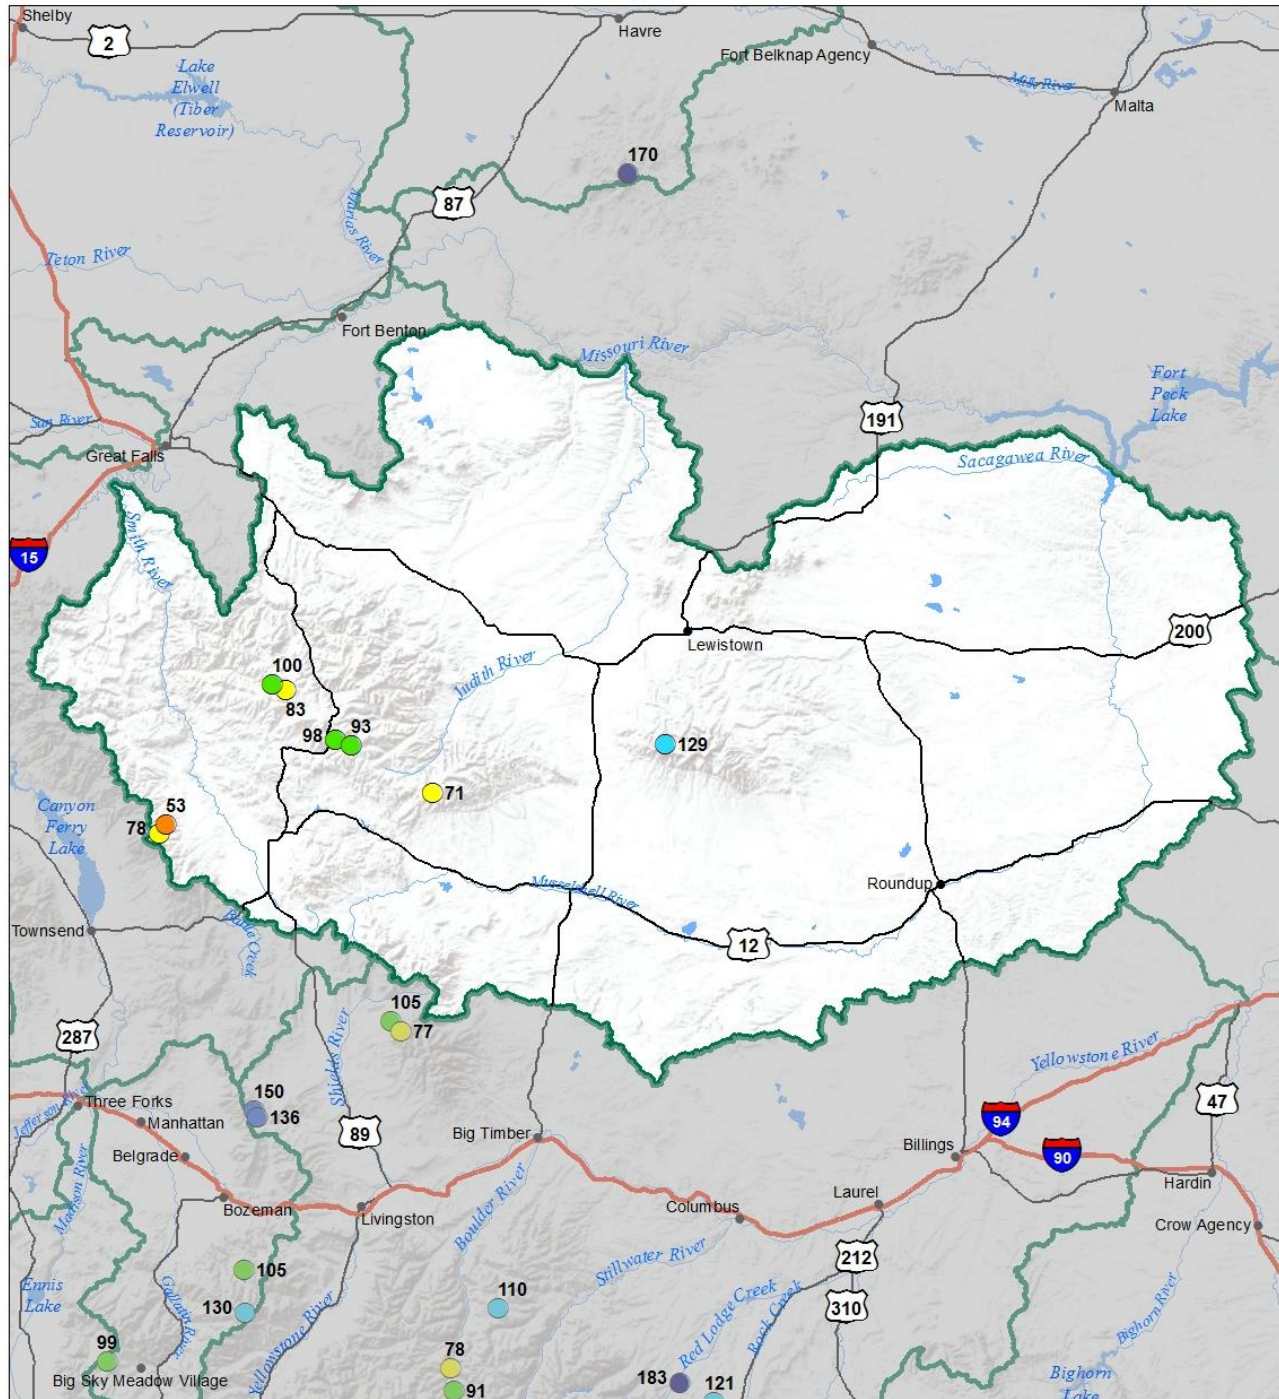 Shelby
2
Havre
Fort Belknap Agency
Lake
Elwell
(Tiber
Reservoir)
Milk River
Malta
170
87
Marias River
Teton River
Fort Benton
Missouri River
Fort
Peck
Lake
191
Sun River
Great Falls
Sacagawea River
Smith River
15
200
Lewistown
Judith River
100
83
98
93
129
71
53
78
Canyon
Ferry
Lake
Roundup
Musselshell River
12
Townsend
Battle Creek
105
77
287
Shields River
Yellowstone River
150
136
Three Forks
Jefferson River
Manhattan
89
Big Timber
94
47
Billings
90
Belgrade
Madison River
Hardin
Bozeman
Livingston
Boulder River
Columbus
Laurel
Crow Agency
212
Stillwater River
105
Ennis
Lake
Gallatin River
130
Yellowstone River
110
Red Lodge Creek
Rock Creek
310
Bighorn River
99
Big Sky Meadow Village
78
91
183
121
Bighorn
Lake